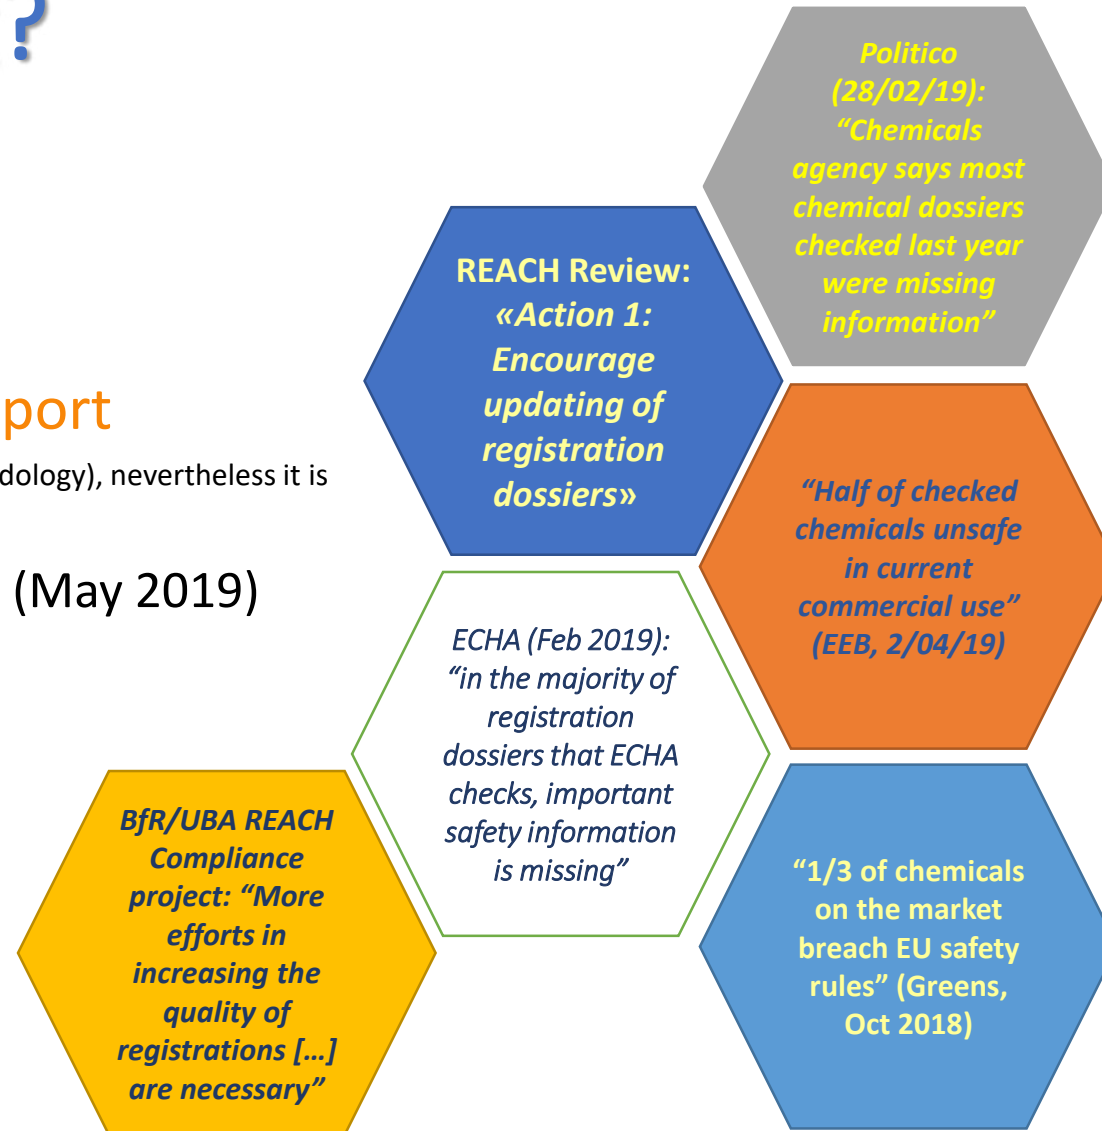 ?
Politico
(28/02/19):
“Chemicals
agency says most
chemical dossiers
checked last year
were missing
information”
REACH Review:
«Action 1:
Encourage
updating of
registration
dossiers»
port
dology), nevertheless it is
(May 2019)
“Half of checked
chemicals unsafe
in current
commercial use”
(EEB, 2/04/19)
ECHA (Feb 2019):
“in the majority of
registration
dossiers that ECHA
checks, important
safety information
is missing”
BfR/UBA REACH
Compliance
project: “More
efforts in
increasing the
quality of
registrations […]
are necessary”
“1/3 of chemicals
on the market
breach EU safety
rules” (Greens,
Oct 2018)